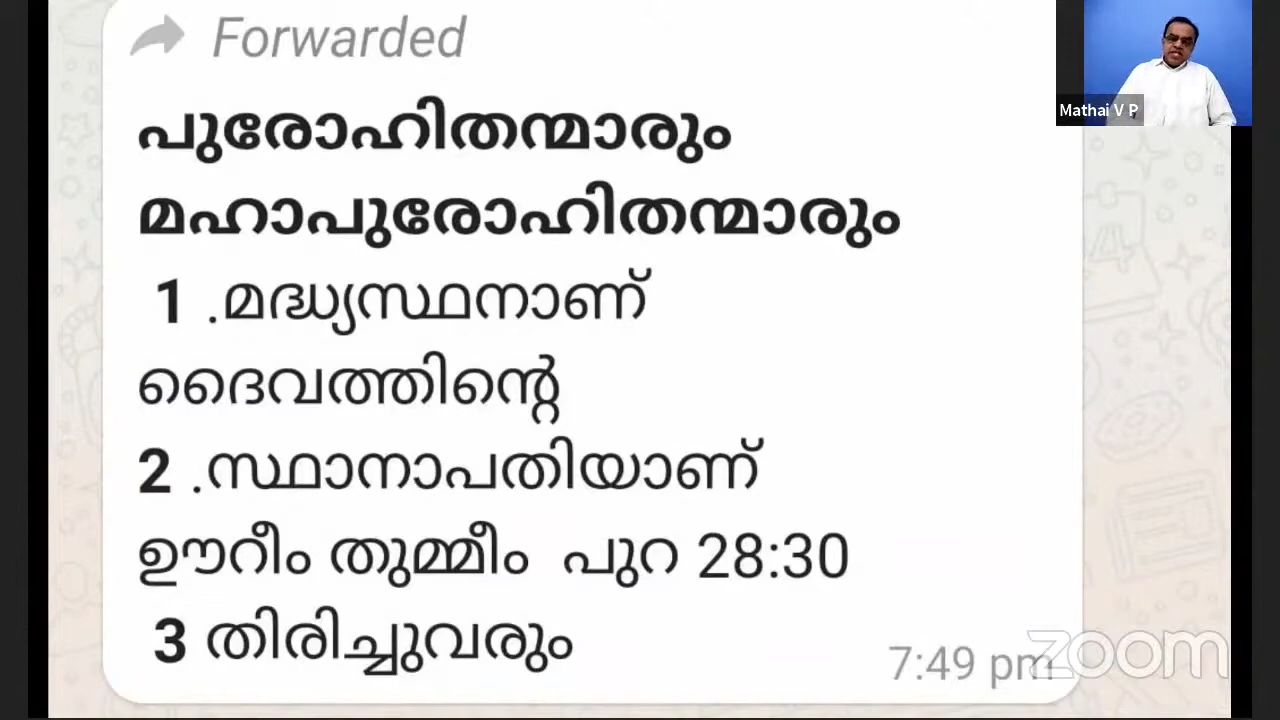 Forwarded
പുരോഹിതന്മാരും
മഹാപുരോഹിതന്മാരും
1 .മദ്ധ്യസ്ഥനാണ്
ദൈവത്തിന്റെ
2 .സ്ഥാനാപതിയാണ്
ഊറീം തുമ്മീം പുറ 28:30
3 തിരിച്ചുവരും
7:49 pm
Mathai V P
zoom